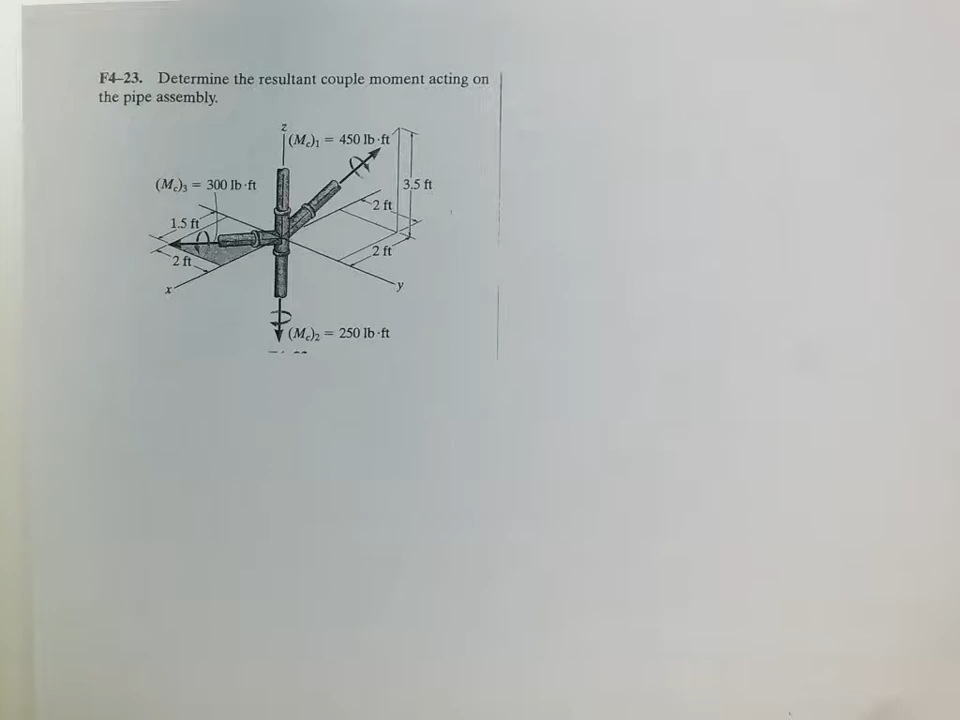 F4–23. Determine the resultant couple moment acting on
the pipe assembly.
z
(Mc)1 = 450 lb·ft
(Mc)3 = 300 lb·ft
3.5 ft
2 ft
1.5 ft
2 ft
2 ft
x
y
(Mc)2 = 250 lb·ft